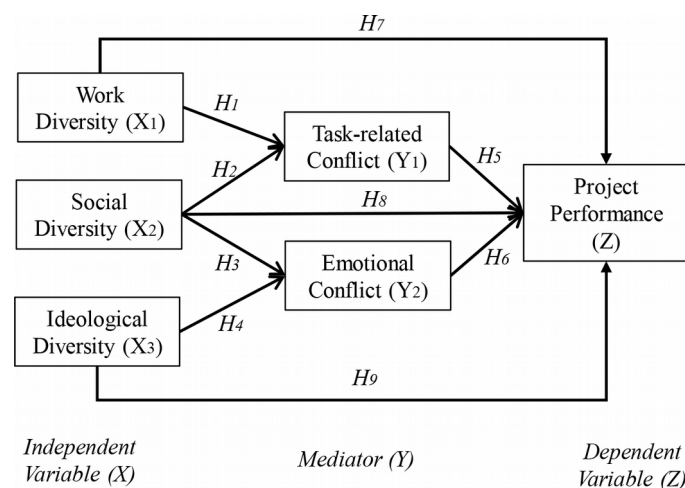 H7
Work
Diversity (X1)
H1
Task-related
Conflict (Y1)
H5
H2
Project
Performance
(Z)
Social
Diversity (X2)
H8
H3
Emotional
Conflict (Y2)
H6
Ideological
Diversity (X3)
H4
H9
Independent
Variable (X)
Mediator (Y)
Dependent
Variable (Z)